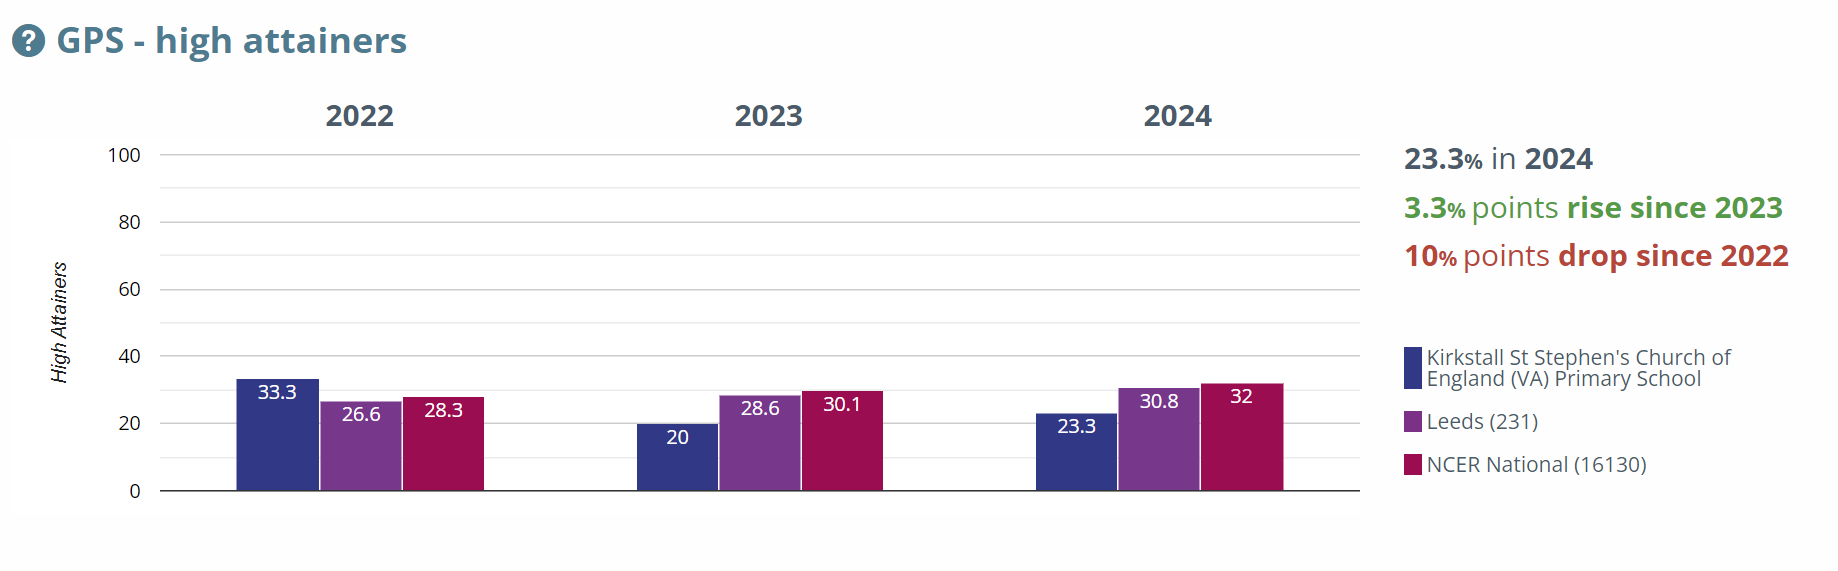 ? GPS - high attainers
2022 2023 2024
100
80
60
40
20
0
High Attainers
33.3 26.6 28.3
20 28.6 30.1
23.3 30.8 32
23.3% in 2024
3.3% points rise since 2023
10% points drop since 2022
Kirkstall St Stephen's Church of
England (VA) Primary School
Leeds (231)
NCER National (16130)